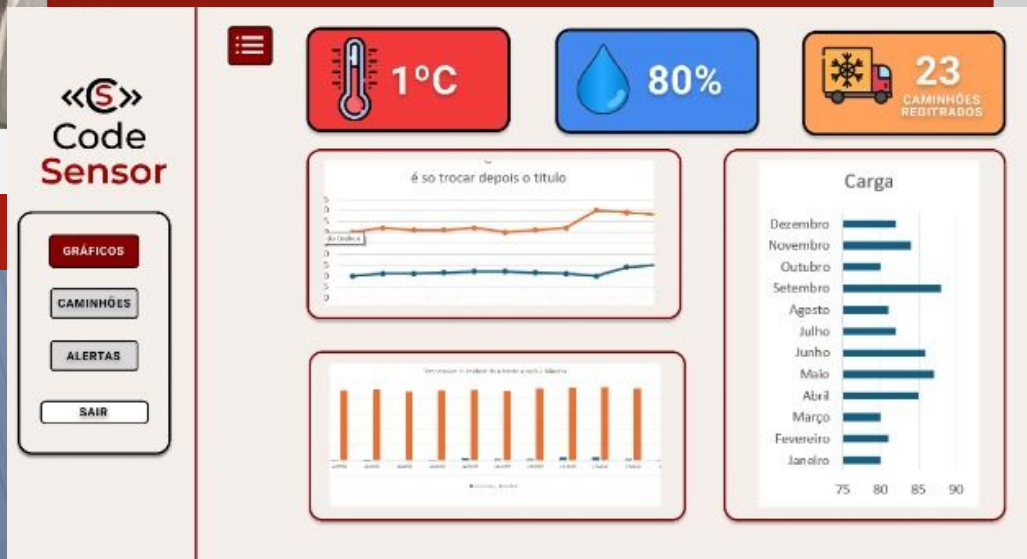 CS
Code
Sensor
GRÁFICOS
CAMINHÕES
ALERTAS
SAIR
1ºC
80%
23
CAMINHÕES
REGITRADOS
é so trocar depois o titulo
Carga
Dezembro
Novembro
Outubro
Setembro
Agosto
Julho
Junho
Maio
Abril
Março
Fevereiro
Janeiro
75 80 85 90